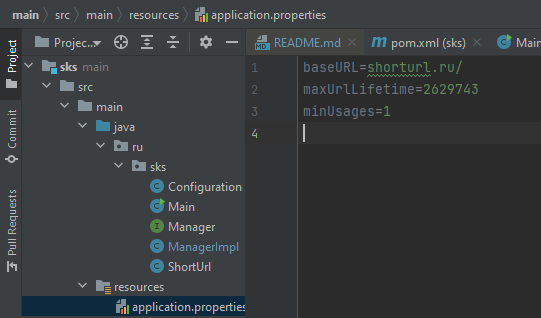 main > src > main > resources > application.properties
Project
Commit
Pull Requests
Projec...
sks main
src
main
java
ru
sks
Configuration
Main
Manager
ManagerImpl
ShortUrl
resources
application.properties
README.md × pom.xml (sks) × Main
1 baseURL=shorturl.ru/
2 maxUrlLifetime=2629743
3 minUsages=1
4